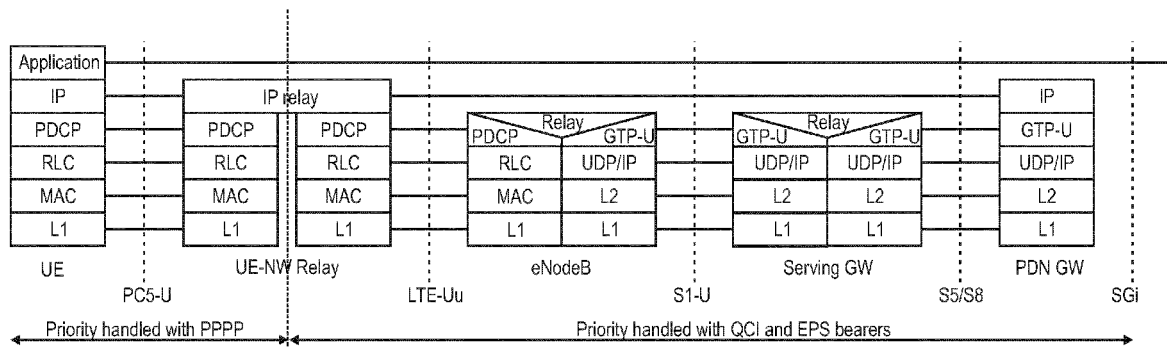 Application
IP
IP relay
IP
PDCP
PDCP
PDCP
PDCP
Relay
GTP-U
GTP-U
Relay
GTP-U
GTP-U
RLC
RLC
RLC
RLC
UDP/IP
UDP/IP
UDP/IP
UDP/IP
MAC
MAC
MAC
MAC
L2
L2
L2
L2
L1
L1
L1
L1
L1
L1
L1
L1
UE
UE-NW Relay
eNodeB
Serving GW
PDN GW
PC5-U
LTE-Uu
S1-U
S5/S8
SGi
Priority handled with PPPP
Priority handled with QCI and EPS bearers